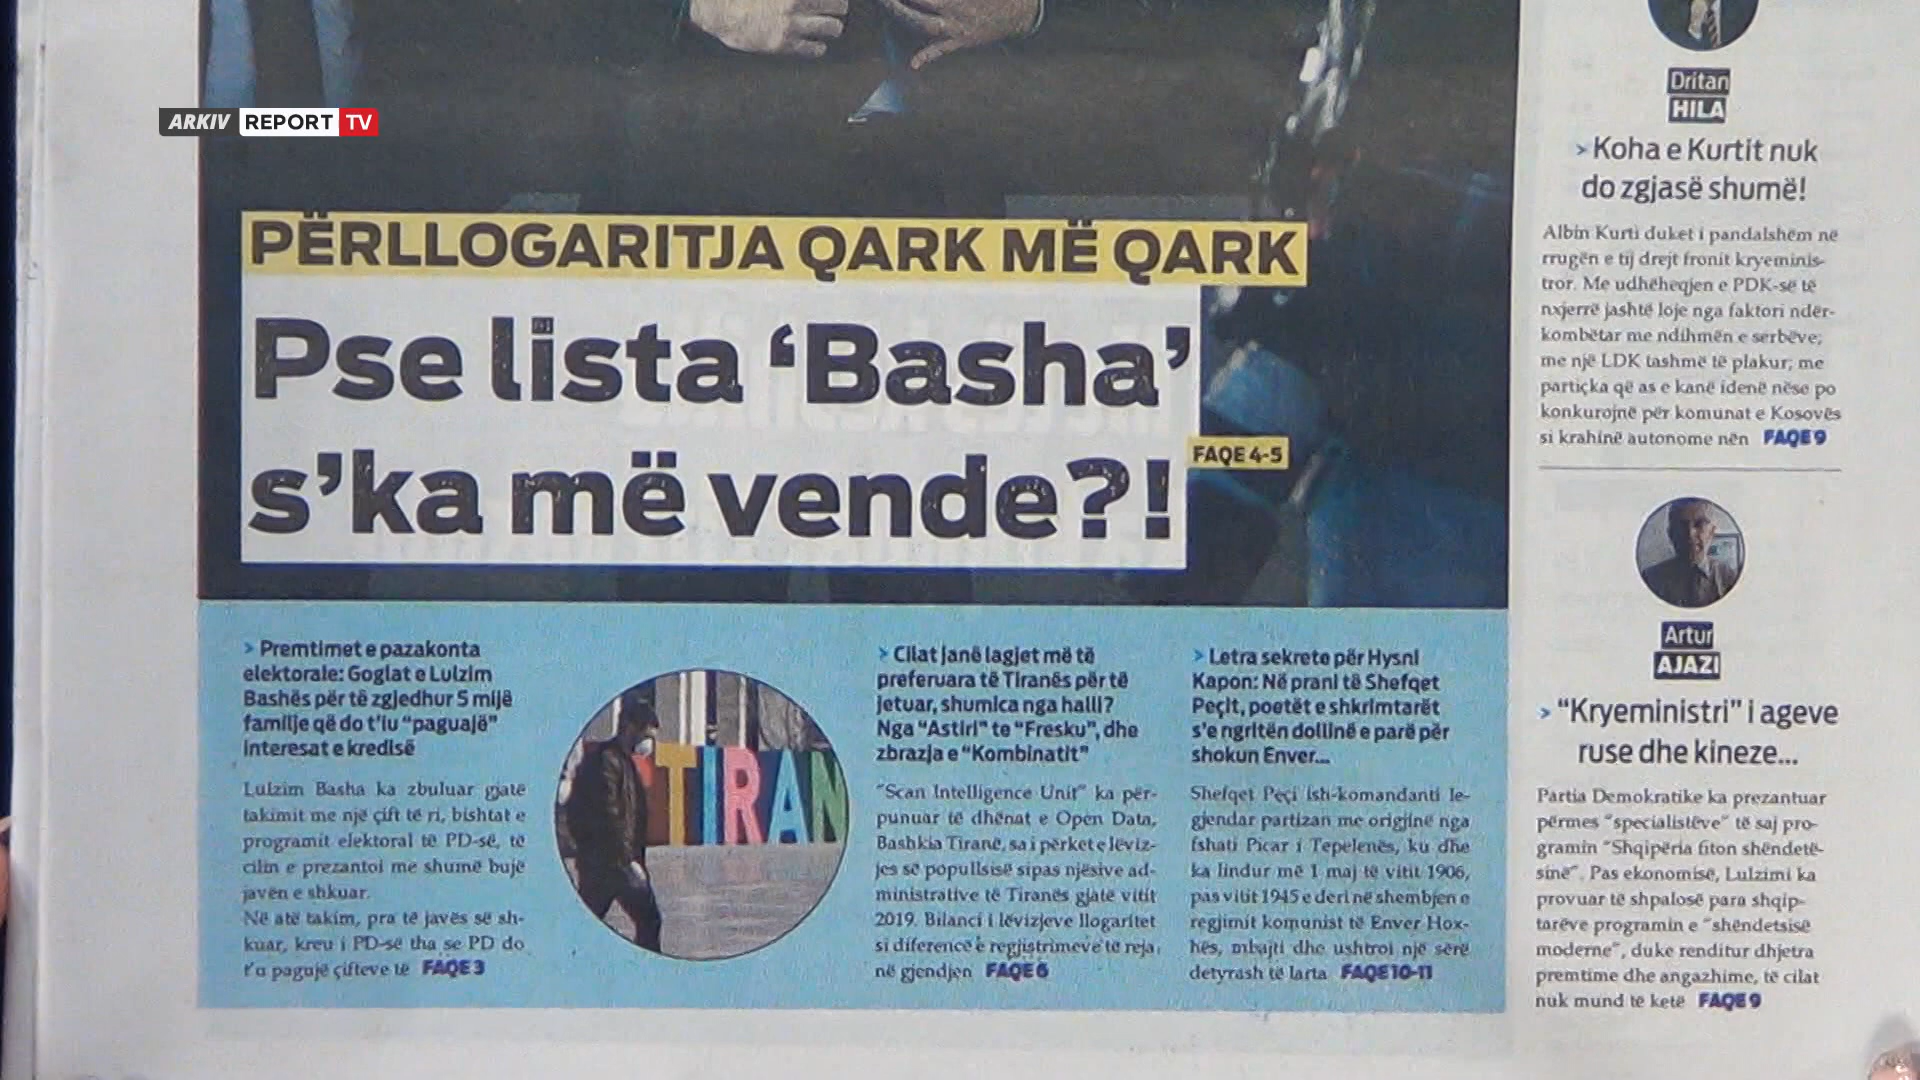 ARKIV REPORT TV
PËRLLOGARITJA QARK MË QARK
Pse lista ‘Basha’
s’ka më vende?!
FAQE 4-5
> Premtimet e pazakonta
elektorale: Goglat e Lulzim
Bashës për të zgjedhur 5 mijë
familje që do t’iu “paguajë”
interesat e kredisë
Lulzim Basha ka zbuluar gjatë
takimit me një çift të ri, bishtat e
programit elektoral të PD-së, të
cilin e prezantoi me shumë bujë
javën e shkuar.
Në atë takim, pra të javës së sh-
kuar, kreu i PD-së tha se PD do
t’u paguajë çifteve të FAQE 3
TIRAN
> Cilat janë lagjet më të
preferuara të Tiranës për të
jetuar, shumica nga halli?
Nga “Astiri” te “Fresku”, dhe
zbrazja e “Kombinatit”
“Scan Intelligence Unit” ka për-
punuar të dhënat e Open Data,
Bashkia Tiranë, sa i përket e lëviz-
jes së popullsisë sipas njësive ad-
ministrative të Tiranës gjatë vitit
2019. Bilanci i lëvizjeve llogaritet
si diferencë e regjistrimeve të reja,
në gjendjen FAQE 6
> Letra sekrete për Hysni
Kapon: Në prani të Shefqet
Peçit, poetët e shkrimtarët
s’e ngritën dollinë e parë për
shokun Enver...
Shefqet Peçi ish-komandanti le-
gjendar partizan me origjinë nga
fshati Picar i Tepelenës, ku dhe
ka lindur më 1 maj të vitit 1906,
pas vitit 1945 e deri në shembjen e
regjimit komunist të Enver Hox-
hës, mbajti dhe ushtroi një sërë
detyrash të larta FAQE 10-11
Dritan
HILA
> Koha e Kurtit nuk
do zgjasë shumë!
Albin Kurti duket i pandalshëm në
rrugën e tij drejt fronit kryeminis-
tror. Me udhëheqjen e PDK-së të
nxjerrë jashtë loje nga faktori ndër-
kombëtar me ndihmën e serbëve;
me një LDK tashmë të plakur; me
partiçka që as e kanë idenë nëse po
konkurojnë për komunat e Kosovës
si krahinë autonome nën FAQE 9
Artur
AJAZI
> “Kryeministri” i ageve
ruse dhe kineze...
Partia Demokratike ka prezantuar
përmes “specialistëve” të saj pro-
gramin “Shqipëria fiton shëndetë-
sinë”. Pas ekonomisë, Lulzimi ka
provuar të shpalosë para shqip-
tarëve programin e “shëndetsisë
moderne”, duke renditur dhjetra
premtime dhe angazhime, të cilat
nuk mund të ketë FAQE 9